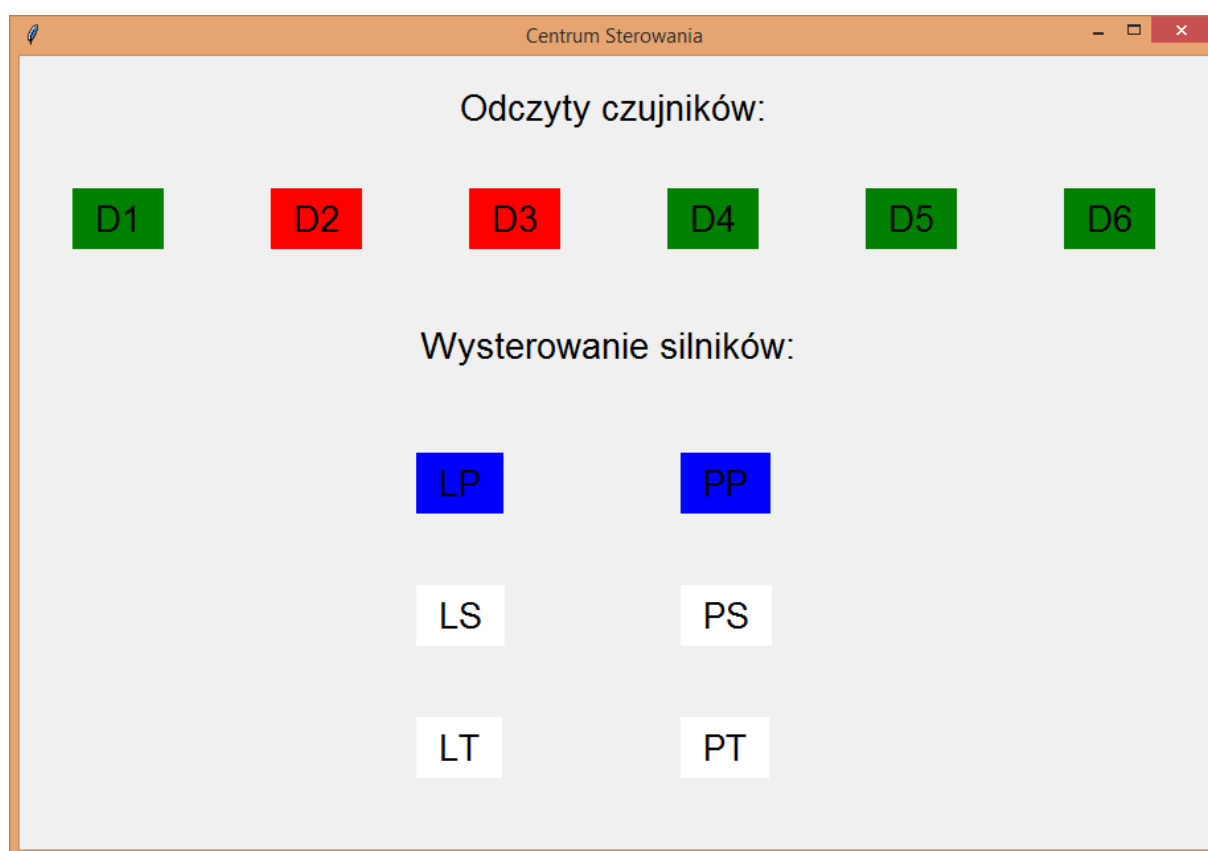 Centrum Sterowania
Odczyty czujników:
D1 D2 D3 D4 D5 D6
Wysterowanie silników:
LP PP
LS PS
LT PT